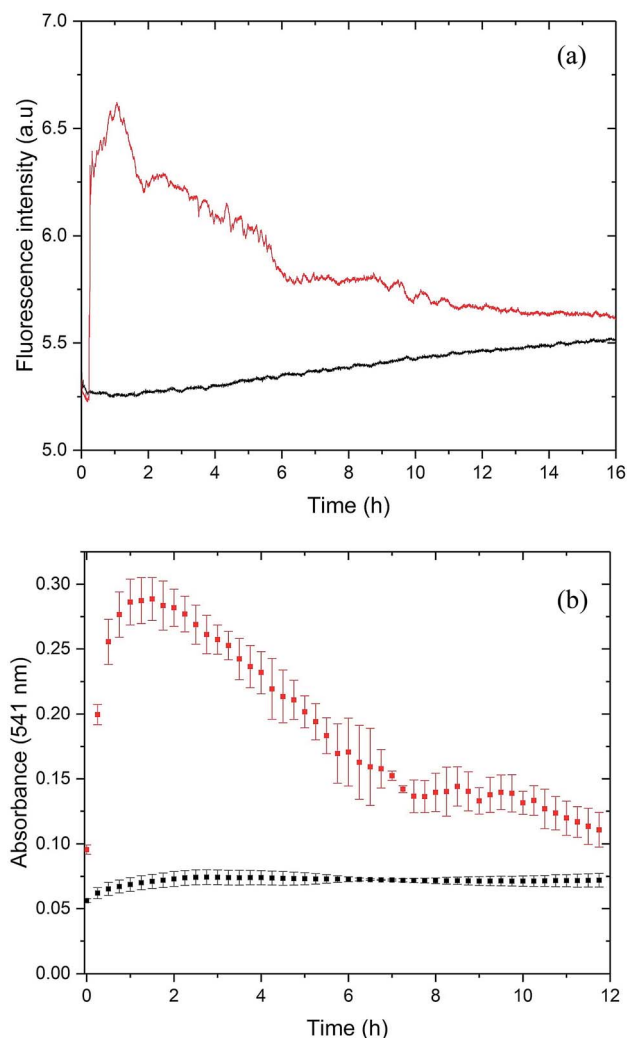 7.0
(a)
6.5
6.0
5.5
5.0
Fluorescence intensity (a.u)
0 2 4 6 8 10 12 14 16
Time (h)
(b)
0.30
0.25
0.20
0.15
0.10
0.05
0.00
Absorbance (541 nm)
0 2 4 6 8 10 12
Time (h)